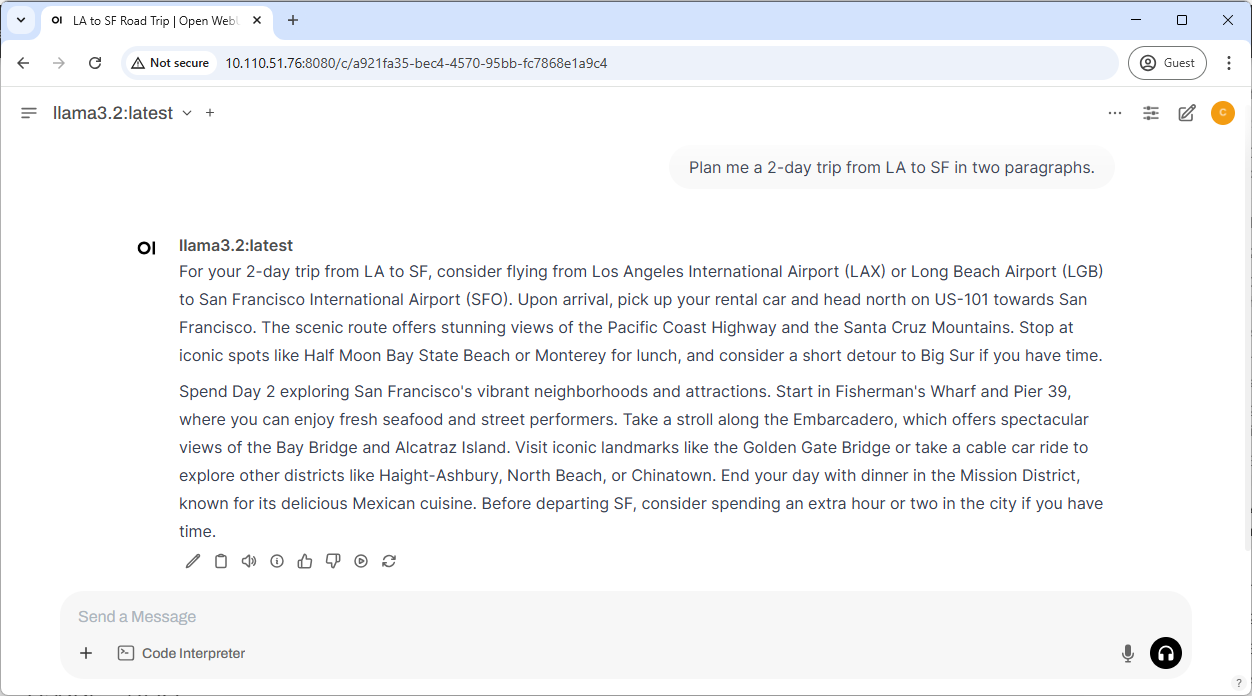 LA to SF Road Trip | Open WebU
Not secure
10.110.51.76:8080/c/a921fa35-bec4-4570-95bb-fc7868e1a9c4
Guest
llama3.2:latest
C
Plan me a 2-day trip from LA to SF in two paragraphs.
OI
llama3.2:latest
For your 2-day trip from LA to SF, consider flying from Los Angeles International Airport (LAX) or Long Beach Airport (LGB)
to San Francisco International Airport (SFO). Upon arrival, pick up your rental car and head north on US-101 towards San
Francisco. The scenic route offers stunning views of the Pacific Coast Highway and the Santa Cruz Mountains. Stop at
iconic spots like Half Moon Bay State Beach or Monterey for lunch, and consider a short detour to Big Sur if you have time.
Spend Day 2 exploring San Francisco's vibrant neighborhoods and attractions. Start in Fisherman's Wharf and Pier 39,
where you can enjoy fresh seafood and street performers. Take a stroll along the Embarcadero, which offers spectacular
views of the Bay Bridge and Alcatraz Island. Visit iconic landmarks like the Golden Gate Bridge or take a cable car ride to
explore other districts like Haight-Ashbury, North Beach, or Chinatown. End your day with dinner in the Mission District,
known for its delicious Mexican cuisine. Before departing SF, consider spending an extra hour or two in the city if you have
time.
Send a Message
Code Interpreter
?